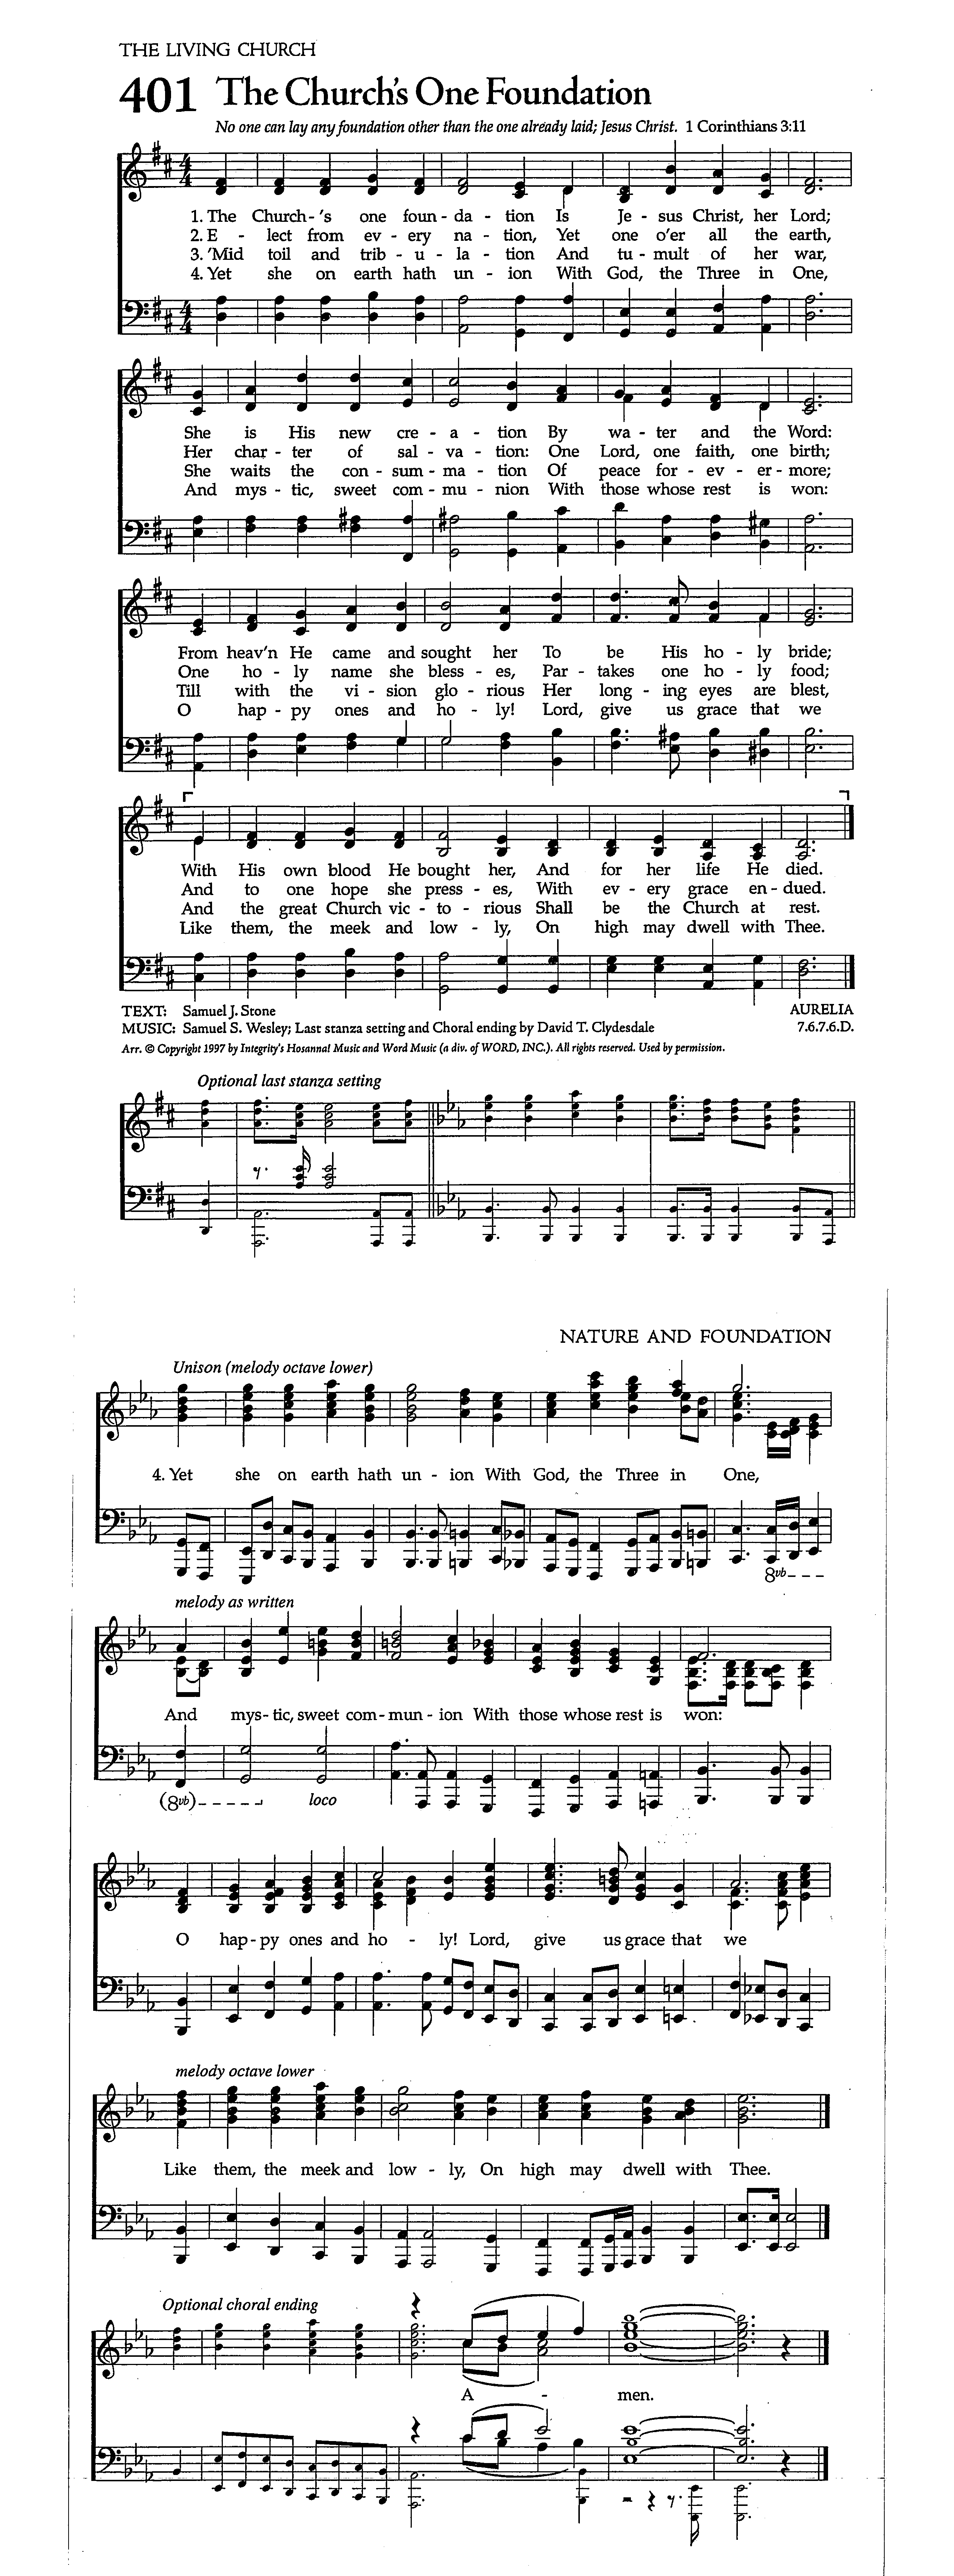 THE LIVING CHURCH
401 The Church's One Foundation
No one can lay any foundation other than the one already laid; Jesus Christ. 1 Corinthians 3:11
1. The Church-'s one foun-da-tion Is Je-sus Christ, her Lord;
2. E-lect from ev-ery na-tion, Yet one o'er all the earth,
3. 'Mid toil and trib-u-la-tion And tu-mult of her war,
4. Yet she on earth hath un-ion With God, the Three in One,
She is His new cre-a-tion By wa-ter and the Word:
Her char-ter of sal-va-tion: One Lord, one faith, one birth;
She waits the con-sum-ma-tion Of peace for-ev-er-more;
And mys-tic, sweet com-mu-nion With those whose rest is won:
From heav'n He came and sought her To be His ho-ly bride;
One ho-ly name she bless-es, Par-takes one ho-ly food;
Till with the vi-sion glo-rious Her long-ing eyes are blest,
O hap-py ones and ho-ly! Lord, give us grace that we
With His own blood He bought her, And for her life He died.
And to one hope she press-es, With ev-ery grace en-dued.
And the great Church vic-to-rious Shall be the Church at rest.
Like them, the meek and low-ly, On high may dwell with Thee.
TEXT: Samuel J. Stone AURELIA
MUSIC: Samuel S. Wesley; Last stanza setting and Choral ending by David T. Clydesdale 7.6.7.6.D.
Arr. © Copyright 1997 by Integrity's Hosanna! Music and Word Music (a div. of WORD, INC.). All rights reserved. Used by permission.
Optional last stanza setting
NATURE AND FOUNDATION
Unison (melody octave lower)
4. Yet she on earth hath un-ion With God, the Three in One,
8vb
melody as written
And mys-tic, sweet com-mun-ion With those whose rest is won:
(8vb) loco
O hap-py ones and ho-ly! Lord, give us grace that we
melody octave lower
Like them, the meek and low-ly, On high may dwell with Thee.
Optional choral ending
A-men.